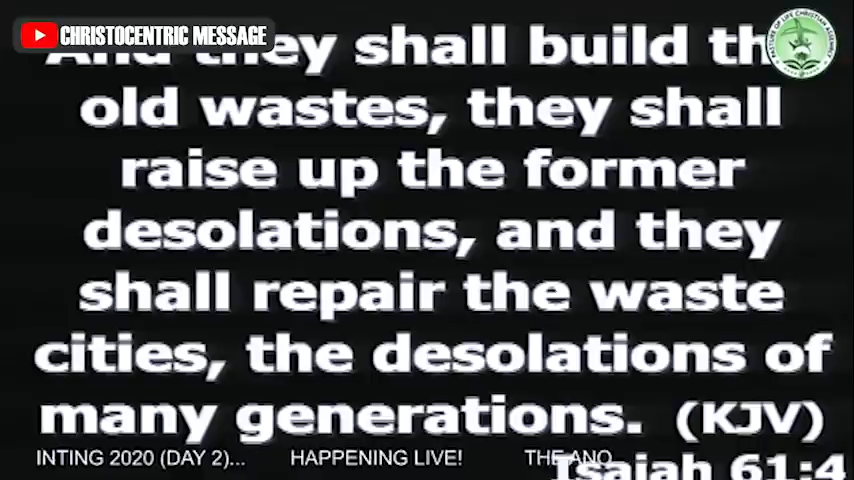 CHRISTOCENTRIC MESSAGE
And they shall build the
old wastes, they shall
raise up the former
desolations, and they
shall repair the waste
cities, the desolations of
many generations. (KJV)
INTING 2020 (DAY 2)... HAPPENING LIVE! THE ANO
Isaiah 61:4